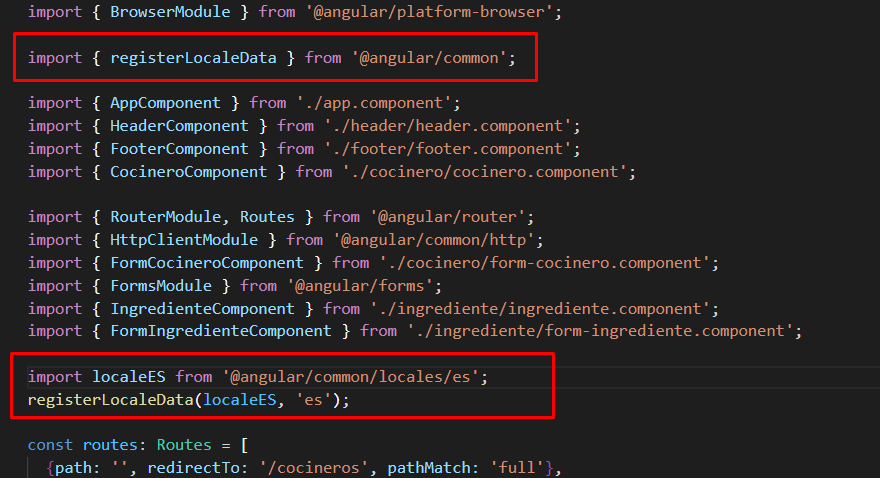 import { BrowserModule } from '@angular/platform-browser';
import { registerLocaleData } from '@angular/common';
import { AppComponent } from './app.component';
import { HeaderComponent } from './header/header.component';
import { FooterComponent } from './footer/footer.component';
import { CocineroComponent } from './cocinero/cocinero.component';
import { RouterModule, Routes } from '@angular/router';
import { HttpClientModule } from '@angular/common/http';
import { FormCocineroComponent } from './cocinero/form-cocinero.component';
import { FormsModule } from '@angular/forms';
import { IngredienteComponent } from './ingrediente/ingrediente.component';
import { FormIngredienteComponent } from './ingrediente/form-ingrediente.component';
import localeES from '@angular/common/locales/es';
registerLocaleData(localeES, 'es');
const routes: Routes = [
{path: '', redirectTo: '/cocineros', pathMatch: 'full'},